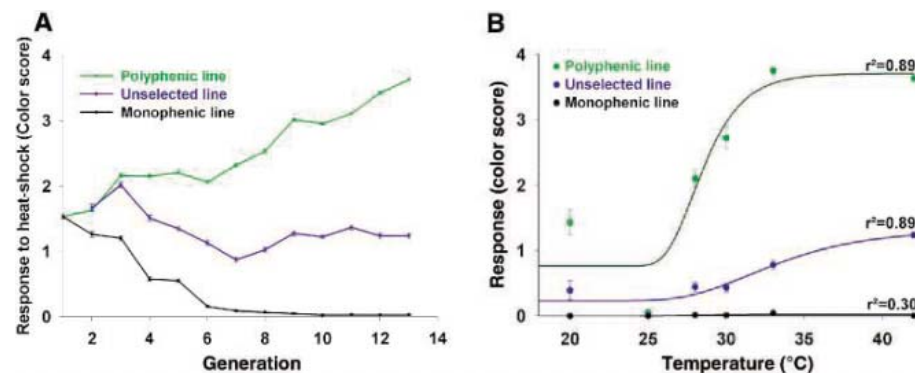 A
Response to heat-shock (Color score)
4
3
2
1
0
Polyphenic line
Unselected line
Monophenic line
2 4 6 8 10 12 14
Generation
B
Response (color score)
4
3
2
1
0
Polyphenic line
Unselected line
Monophenic line
r²=0.89
r²=0.89
r²=0.30
20 25 30 35 40
Temperature (°C)